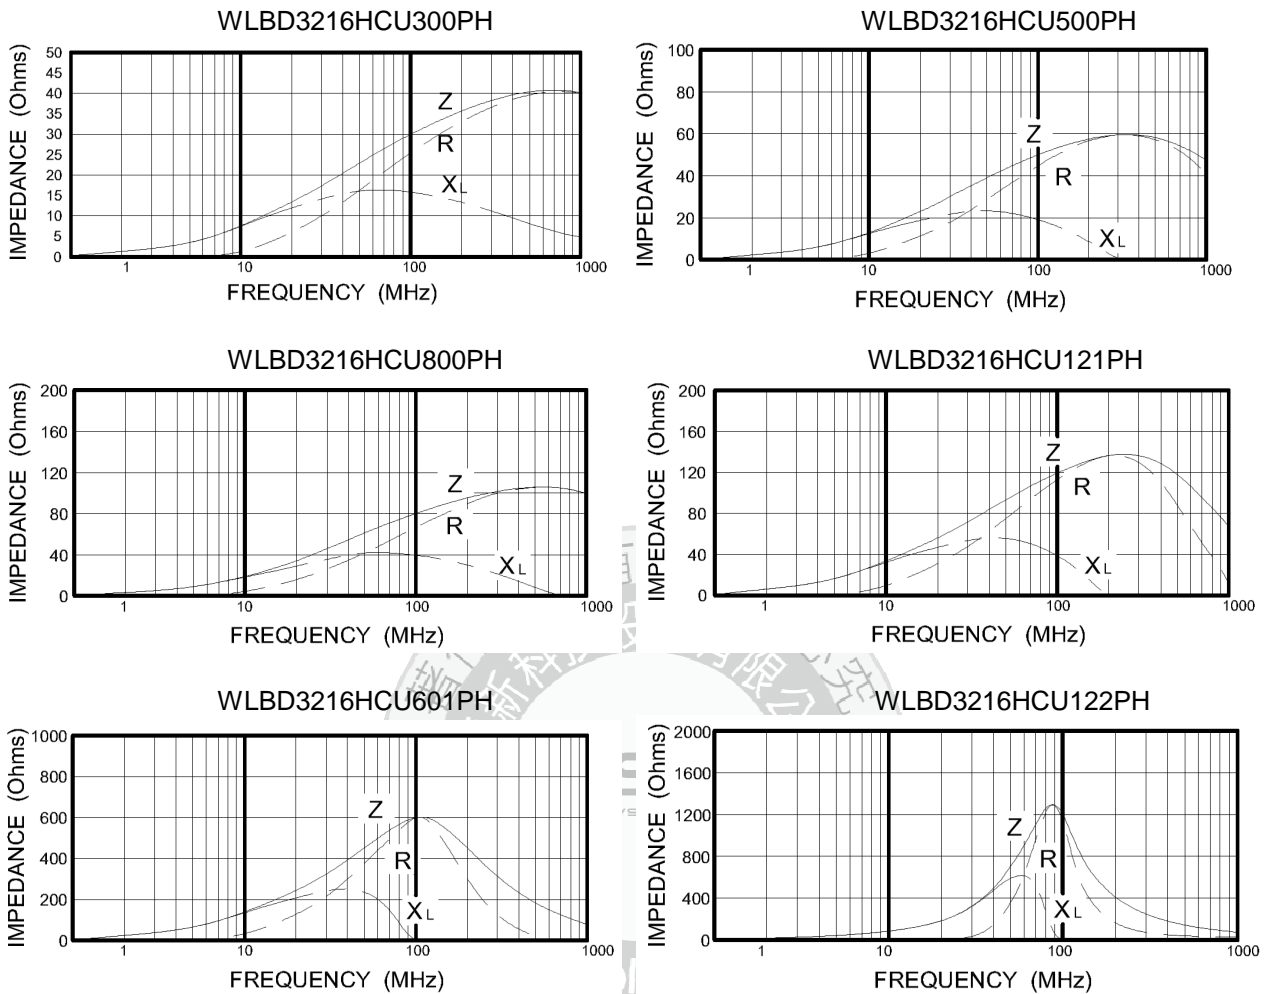 WLBD3216HCU300PH
IMPEDANCE (Ohms)
50
45
40
35
30
25
20
15
10
5
0
Z
R
XL
1
10
100
1000
FREQUENCY (MHz)
WLBD3216HCU500PH
IMPEDANCE (Ohms)
100
80
60
40
20
0
Z
R
XL
1
10
100
1000
FREQUENCY (MHz)
WLBD3216HCU800PH
IMPEDANCE (Ohms)
200
160
120
80
40
0
Z
R
XL
1
10
100
1000
FREQUENCY (MHz)
WLBD3216HCU121PH
IMPEDANCE (Ohms)
200
160
120
80
40
0
Z
R
XL
1
10
100
1000
FREQUENCY (MHz)
WLBD3216HCU601PH
IMPEDANCE (Ohms)
1000
800
600
400
200
0
Z
R
XL
1
10
100
1000
FREQUENCY (MHz)
WLBD3216HCU122PH
IMPEDANCE (Ohms)
2000
1600
1200
800
400
0
Z
R
XL
1
10
100
1000
FREQUENCY (MHz)